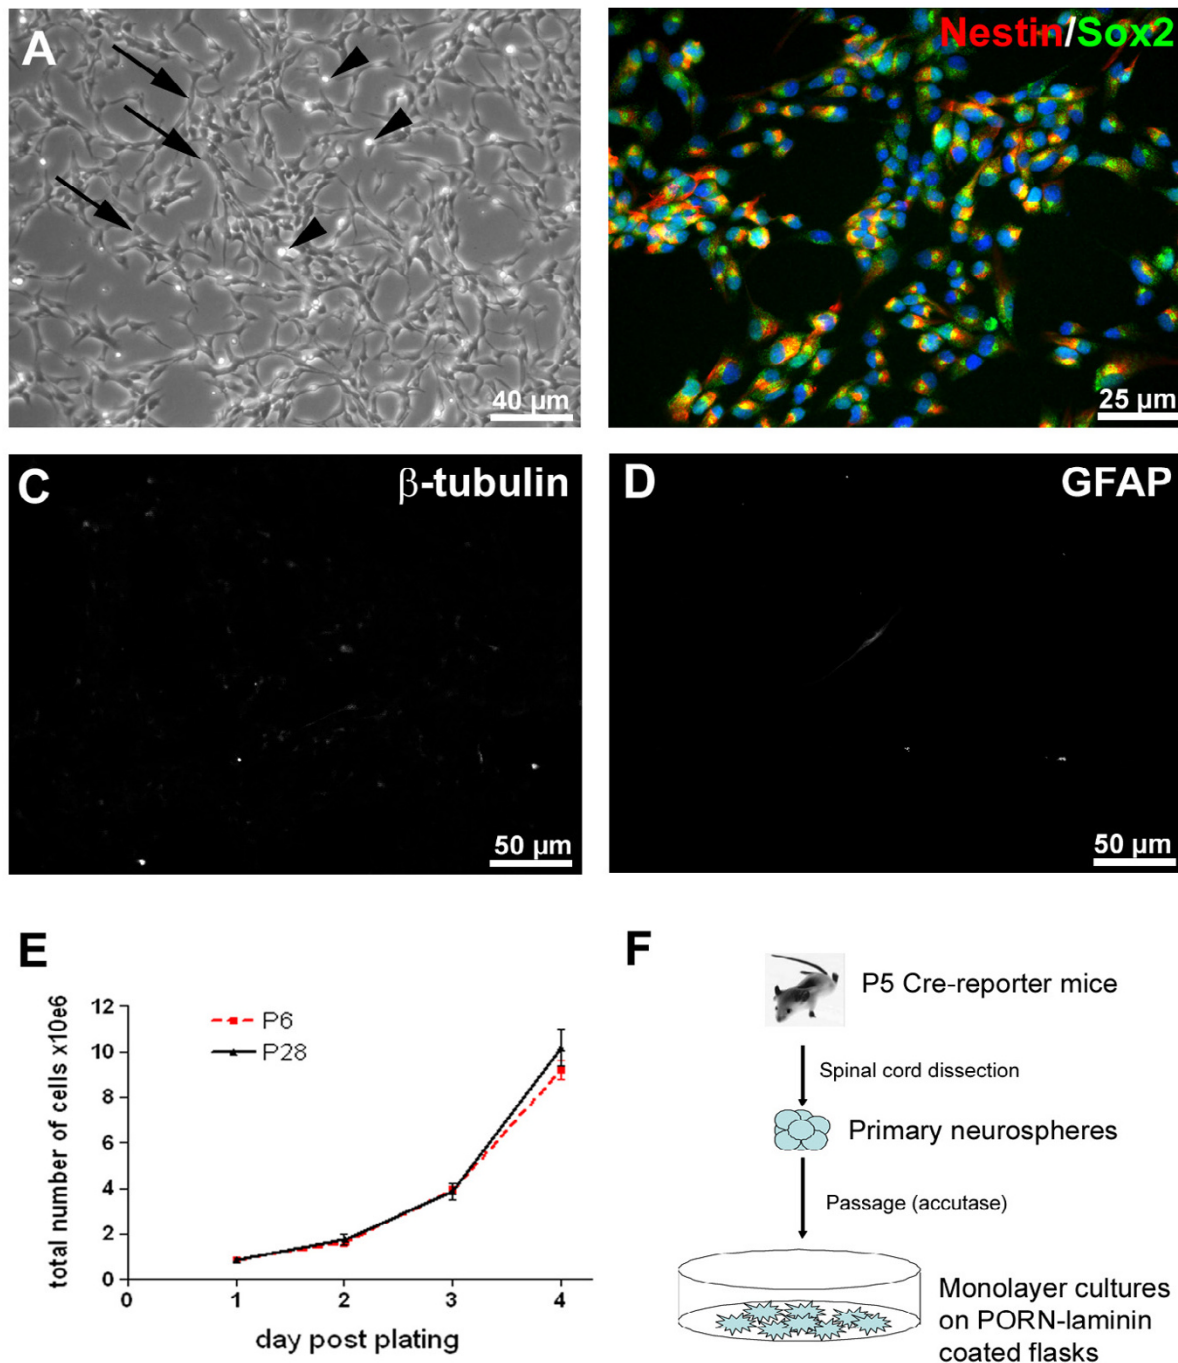 A
40 µm
Nestin/Sox2
25 µm
C
β-tubulin
50 µm
D
GFAP
50 µm
E
total number of cells x10e6
12
10
8
6
4
2
0
P6
P28
0 1 2 3 4
day post plating
F
P5 Cre-reporter mice
Spinal cord dissection
Primary neurospheres
Passage (accutase)
Monolayer cultures
on PORN-laminin
coated flasks